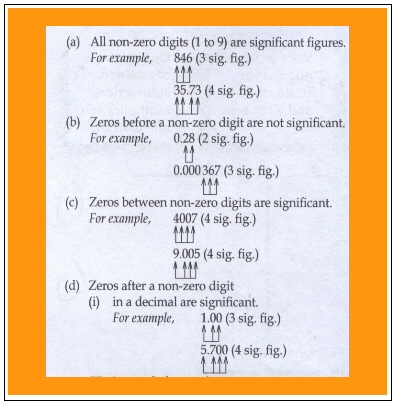 (a) All non-zero digits (1 to 9) are significant figures.
For example, 846 (3 sig. fig.)
35.73 (4 sig. fig.)
(b) Zeros before a non-zero digit are not significant.
For example, 0.28 (2 sig. fig.)
0.000367 (3 sig. fig.)
(c) Zeros between non-zero digits are significant.
For example, 4007 (4 sig. fig.)
9.005 (4 sig. fig.)
(d) Zeros after a non-zero digit
(i) in a decimal are significant.
For example, 1.00 (3 sig. fig.)
5.700 (4 sig. fig.)